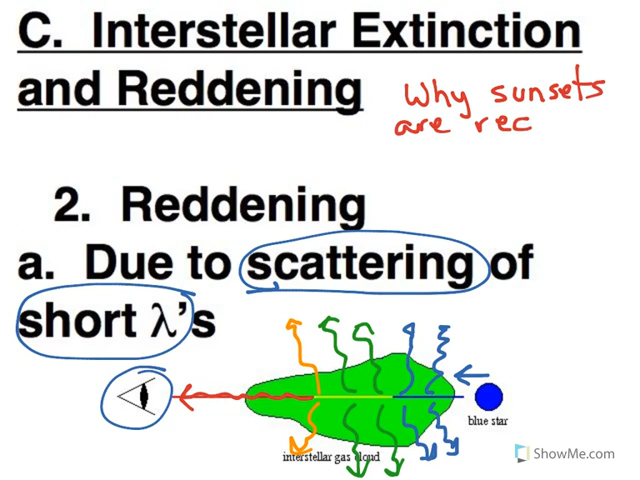 C. Interstellar Extinction
and Reddening
Why sunsets
are rec
2. Reddening
a. Due to scattering of
short λ's
blue star
interstellar gas cloud
ShowMe.com